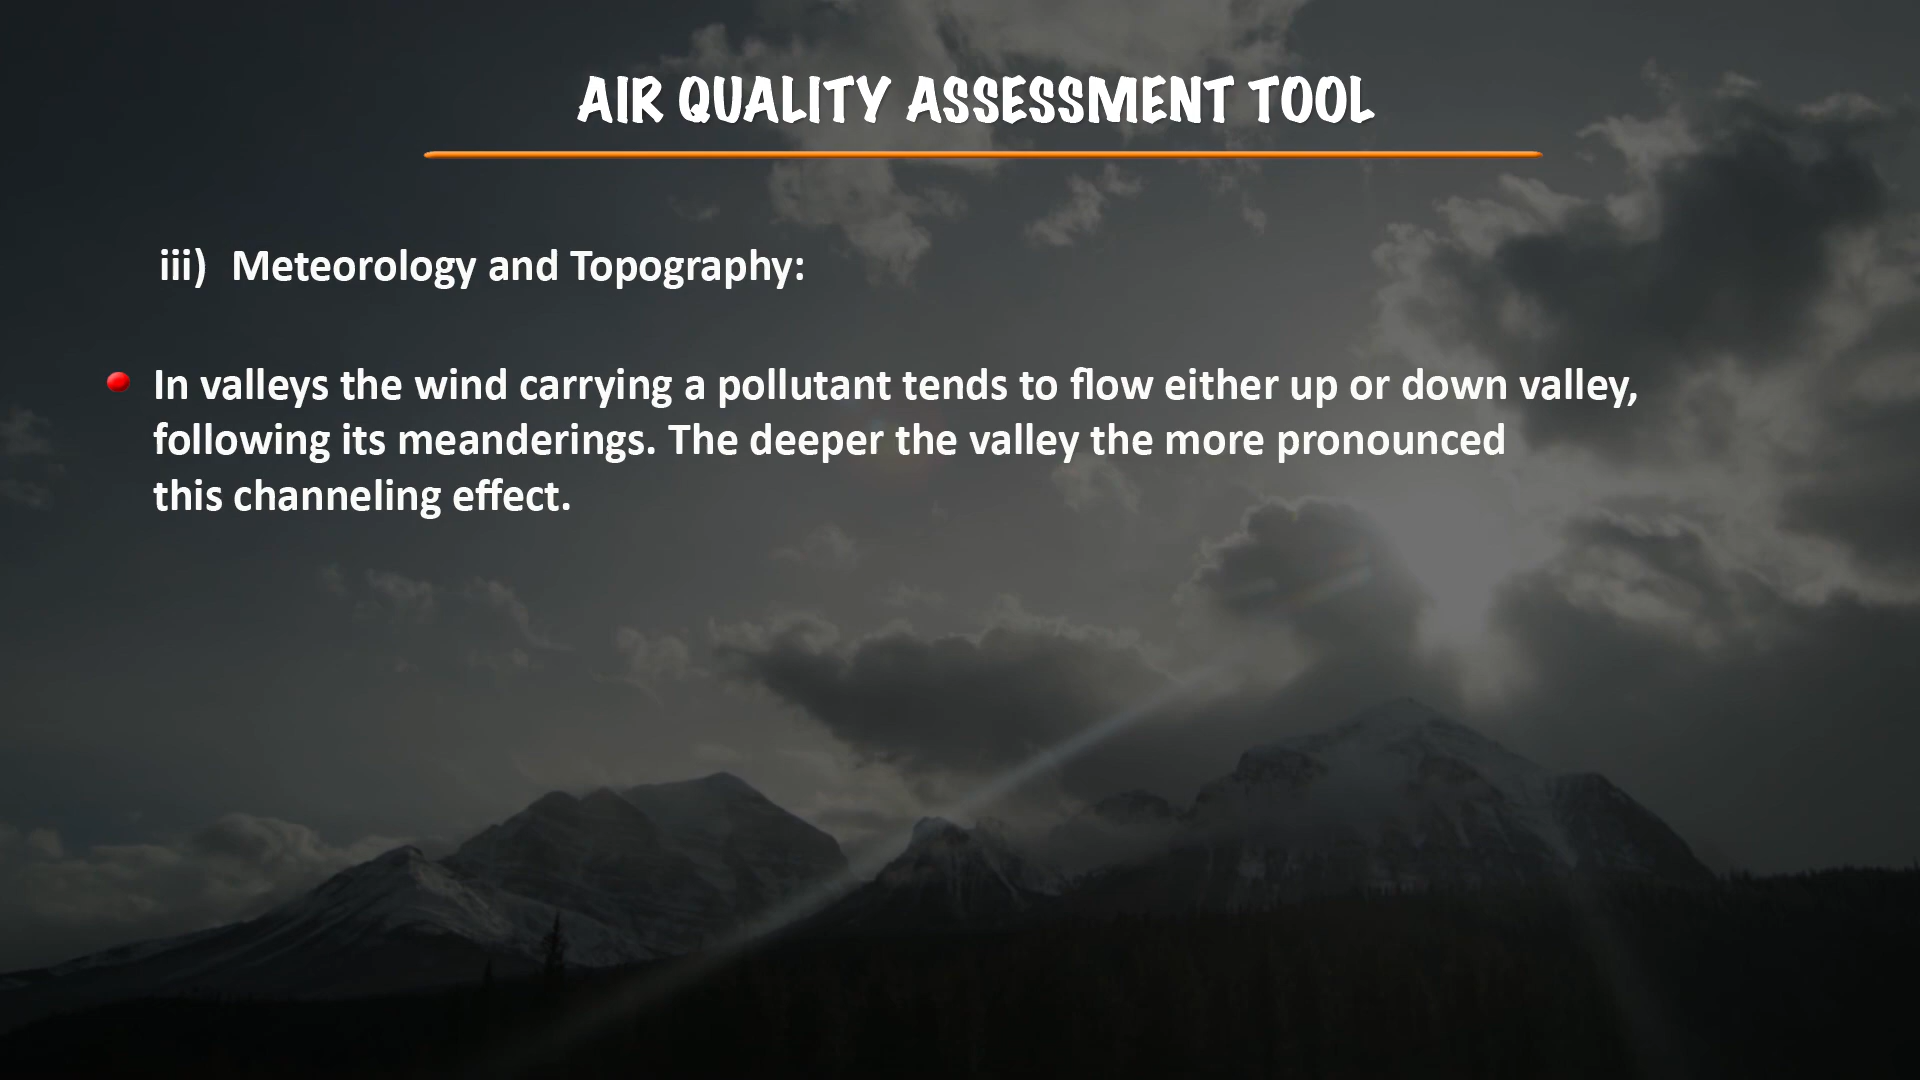 AIR QUALITY ASSESSMENT TOOL
iii) Meteorology and Topography:
In valleys the wind carrying a pollutant tends to flow either up or down valley,
following its meanderings. The deeper the valley the more pronounced
this channeling effect.